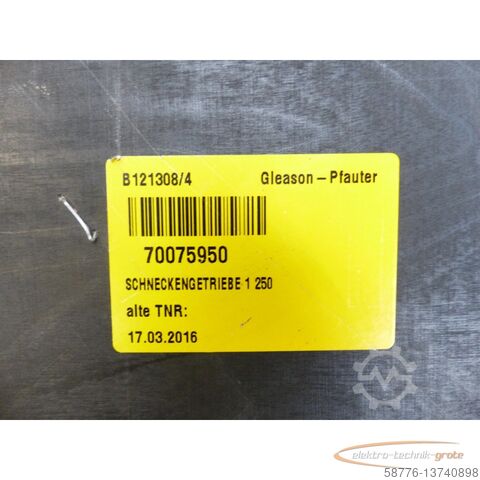 B121308/4 Gleason-Pfauter
70075950
SCHNECKENGETRIEBE 1 250
alte TNR:
17.03.2016
elektro-technik-grote
58776-13740898